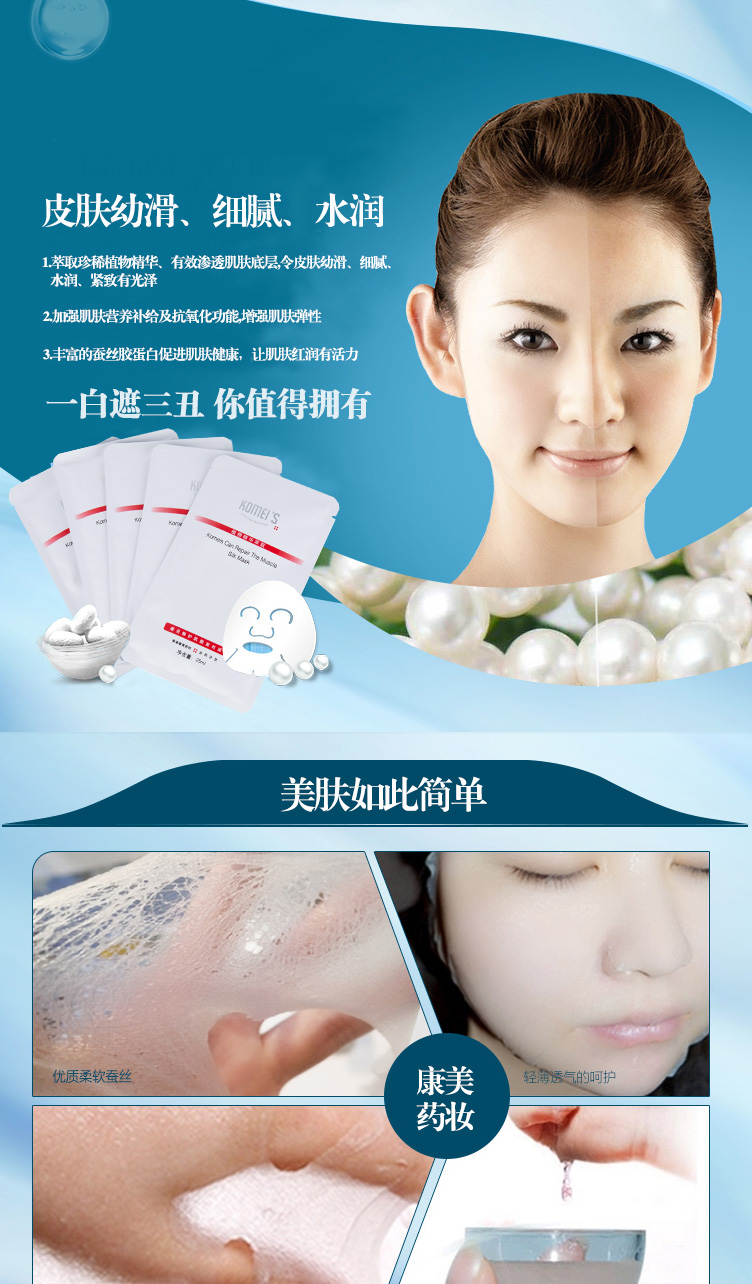 皮肤幼滑、细腻、水润
1.萃取珍稀植物精华、有效渗透肌肤底层,令皮肤幼滑、细腻、
水润、紧致有光泽
2.加强肌肤营养补给及抗氧化功能,增强肌肤弹性
3.丰富的蚕丝胶蛋白促进肌肤健康，让肌肤红润有活力
一白遮三丑 你值得拥有
KOMEI'S
Komeis Can Repair The Muscle
Silk Mask
净含量：25ml
美肤如此简单
优质柔软蚕丝
轻薄透气的呵护
康美
药妆